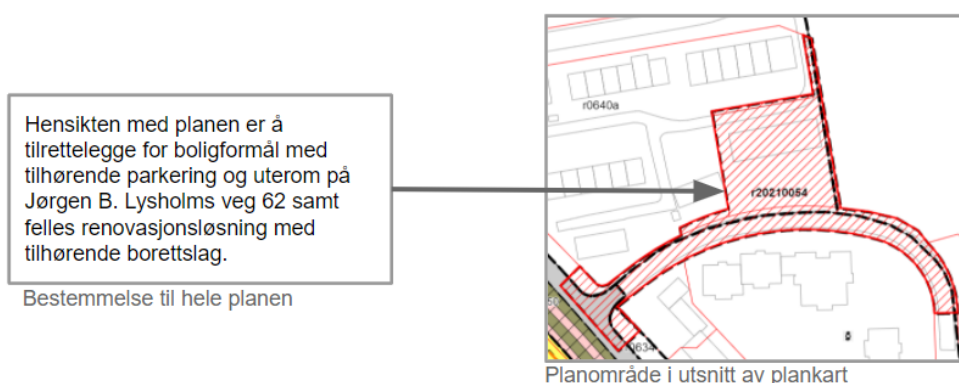 Hensikten med planen er å
tilrettelegge for boligformål med
tilhørende parkering og uterom på
Jørgen B. Lysholms veg 62 samt
felles renovasjonsløsning med
tilhørende borettslag.
Bestemmelse til hele planen
r0640a
r20210054
0634
Planområde i utsnitt av plankart